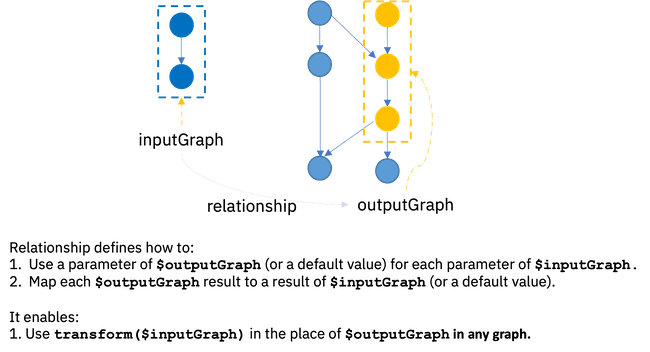 inputGraph
relationship
outputGraph
Relationship defines how to:
1. Use a parameter of $outputGraph (or a default value) for each parameter of $inputGraph.
2. Map each $outputGraph result to a result of $inputGraph (or a default value).
It enables:
1. Use transform($inputGraph) in the place of $outputGraph in any graph.